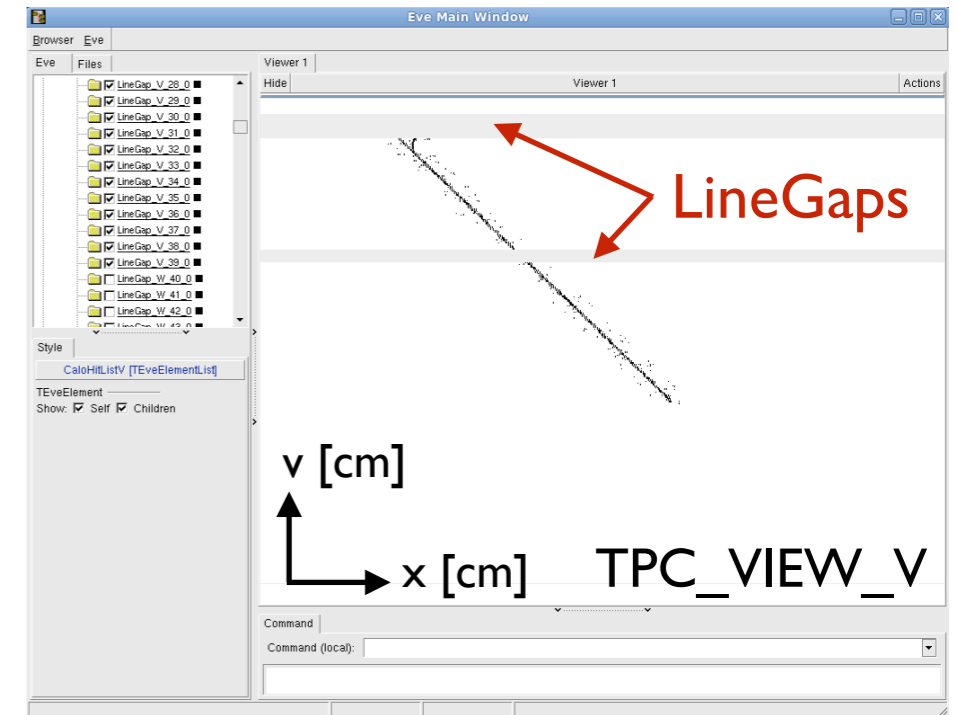 Eve Main Window
Browser Eve
Eve Files
Viewer 1
Hide Viewer 1 Actions
LineGap_V_28_0
LineGap_V_29_0
LineGap_V_30_0
LineGap_V_31_0
LineGap_V_32_0
LineGap_V_33_0
LineGap_V_34_0
LineGap_V_35_0
LineGap_V_36_0
LineGap_V_37_0
LineGap_V_38_0
LineGap_V_39_0
LineGap_W_40_0
LineGap_W_41_0
LineGap_W_42_0
LineGap_W_43_0
LineGaps
Style
CaloHitListV [TEveElementList]
TEveElement
Show: Self Children
v [cm]
x [cm]
TPC_VIEW_V
Command
Command (local):